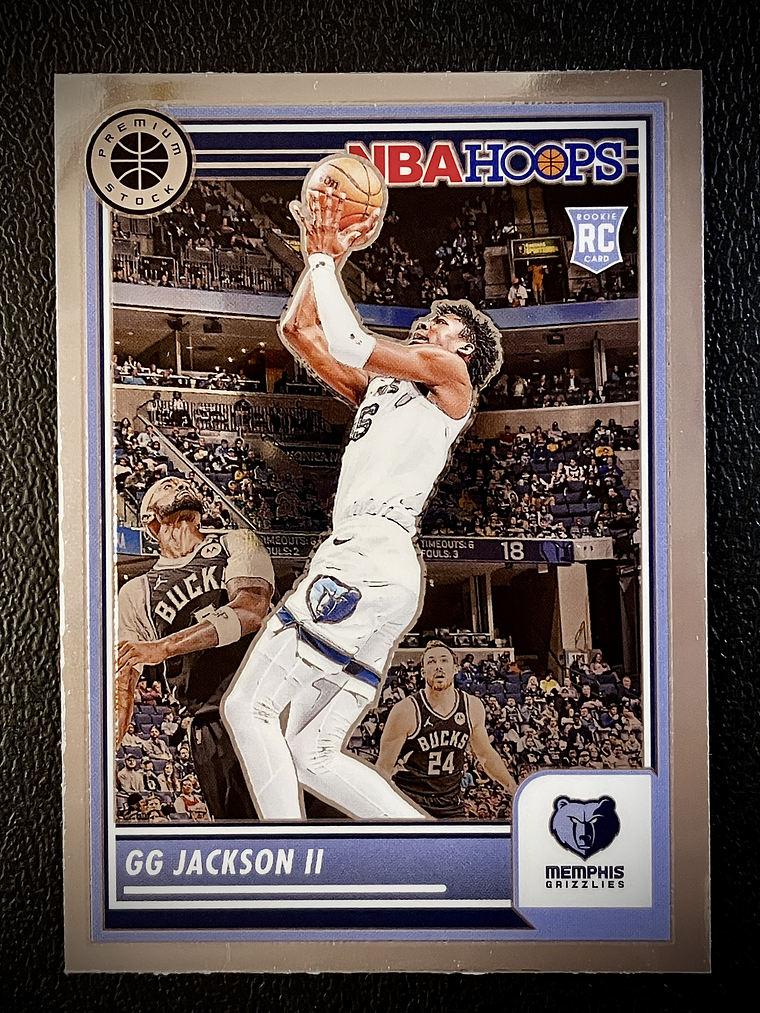 PREMIUM
STOCK
NBA HOOPS
ROOKIE
RC
CARD
TIMEOUTS: 6
FOULS: 2
TIMEOUTS: 6
FOULS: 3
18
BUCKS
BUCKS
24
GG JACKSON II
MEMPHIS
GRIZZLIES